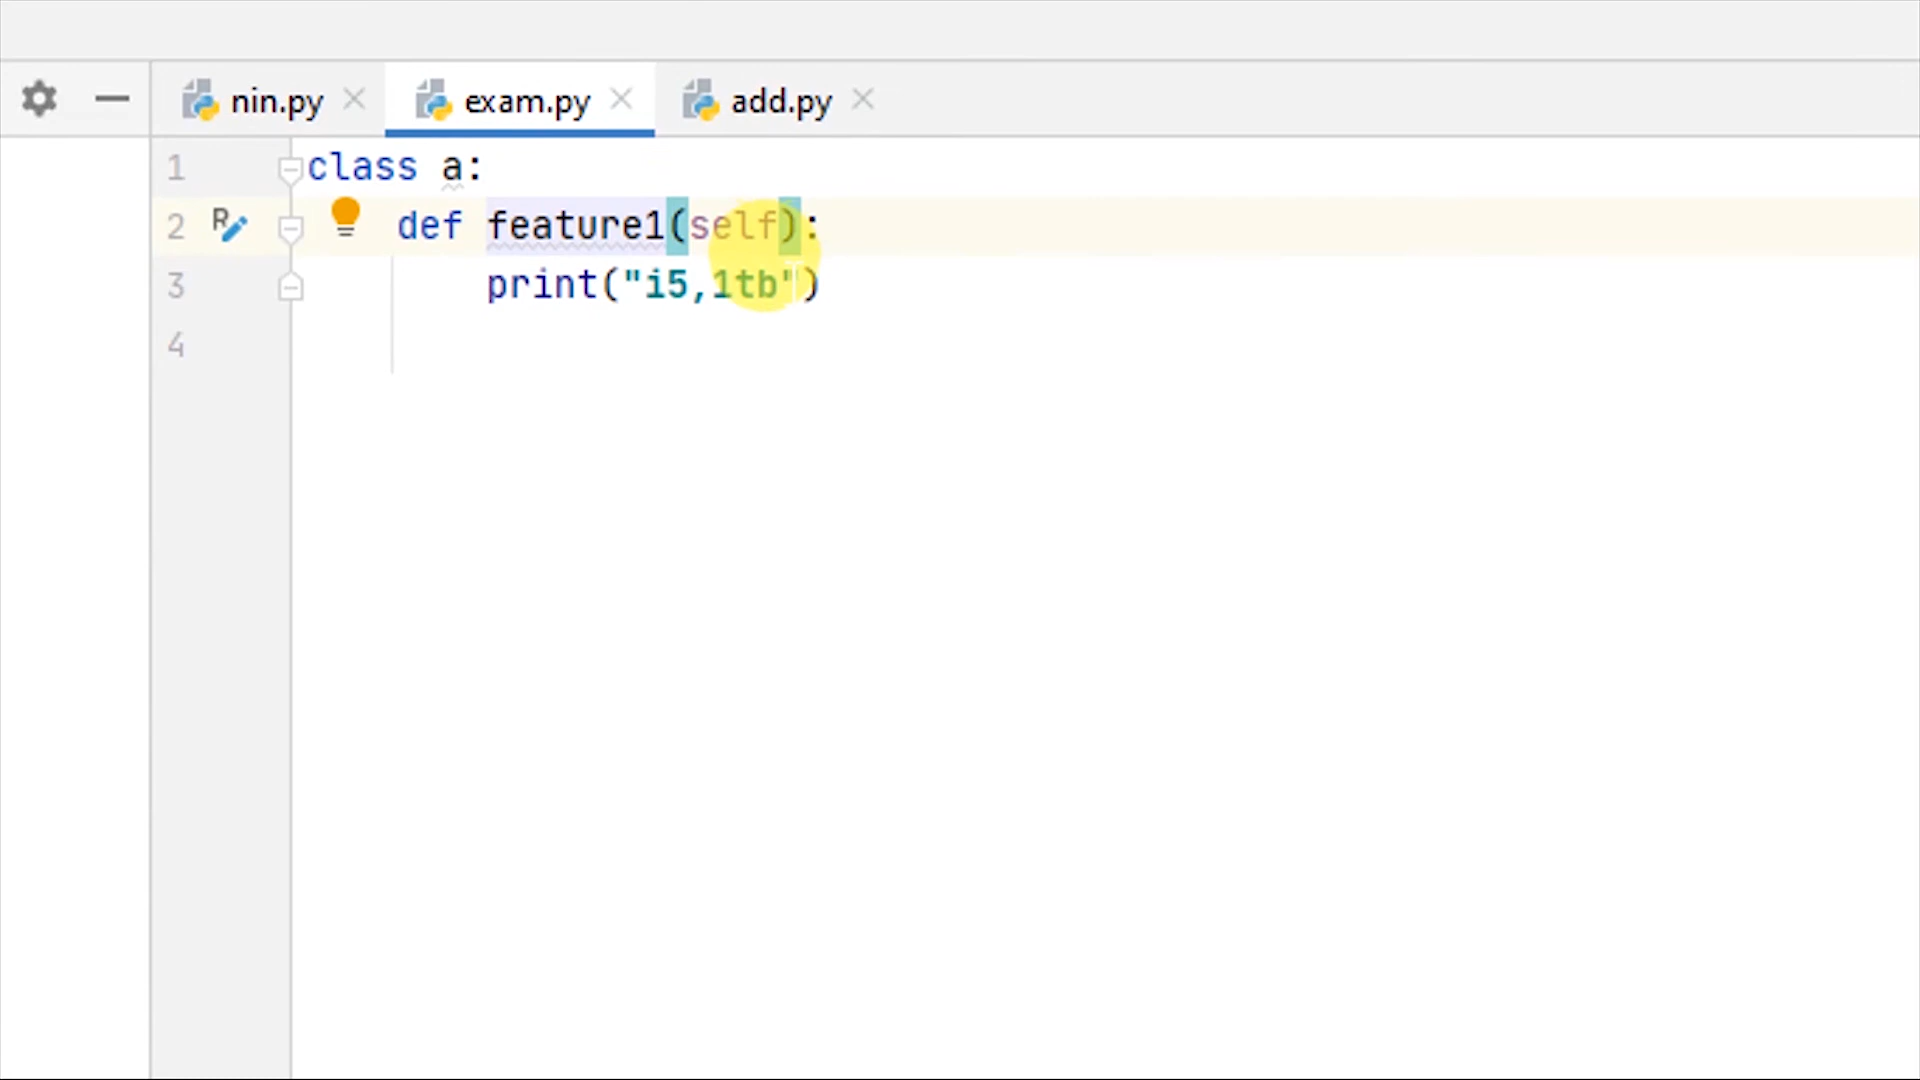 nin.py exam.py add.py
1 class a:
2 def feature1(self):
3 print("i5,1tb")
4